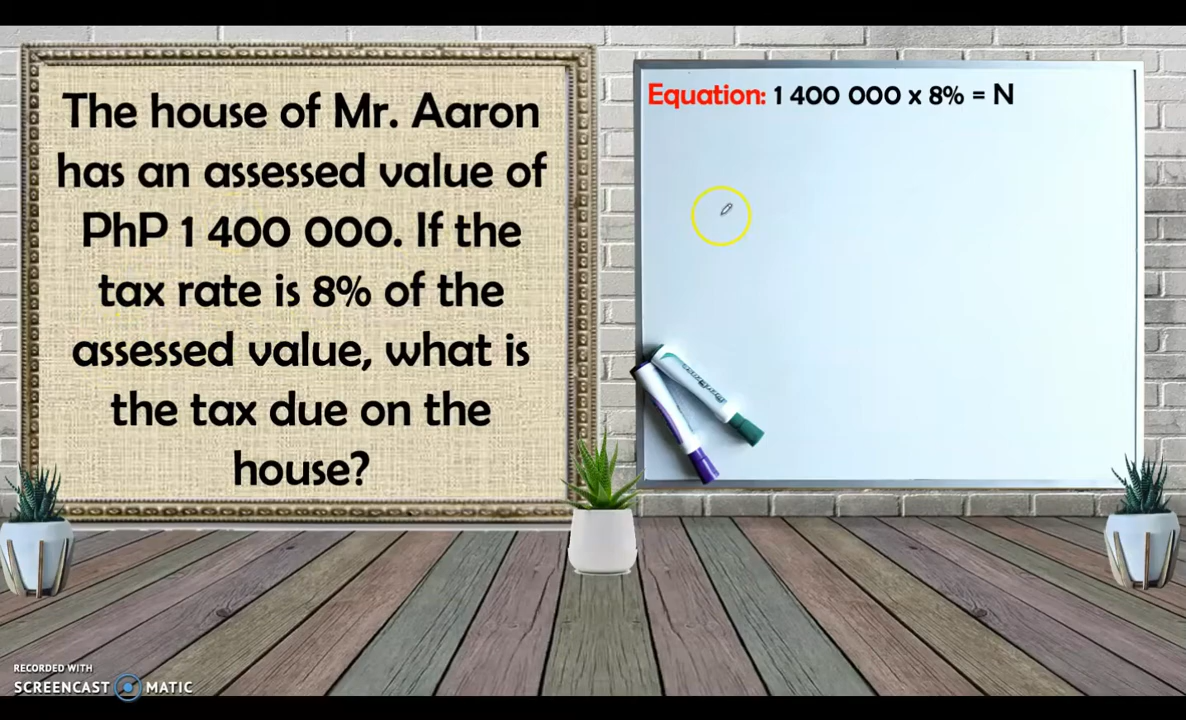 The house of Mr. Aaron
has an assessed value of
PhP 1 400 000. If the
tax rate is 8% of the
assessed value, what is
the tax due on the
house?
Equation: 1 400 000 x 8% = N
RECORDED WITH
SCREENCAST MATIC